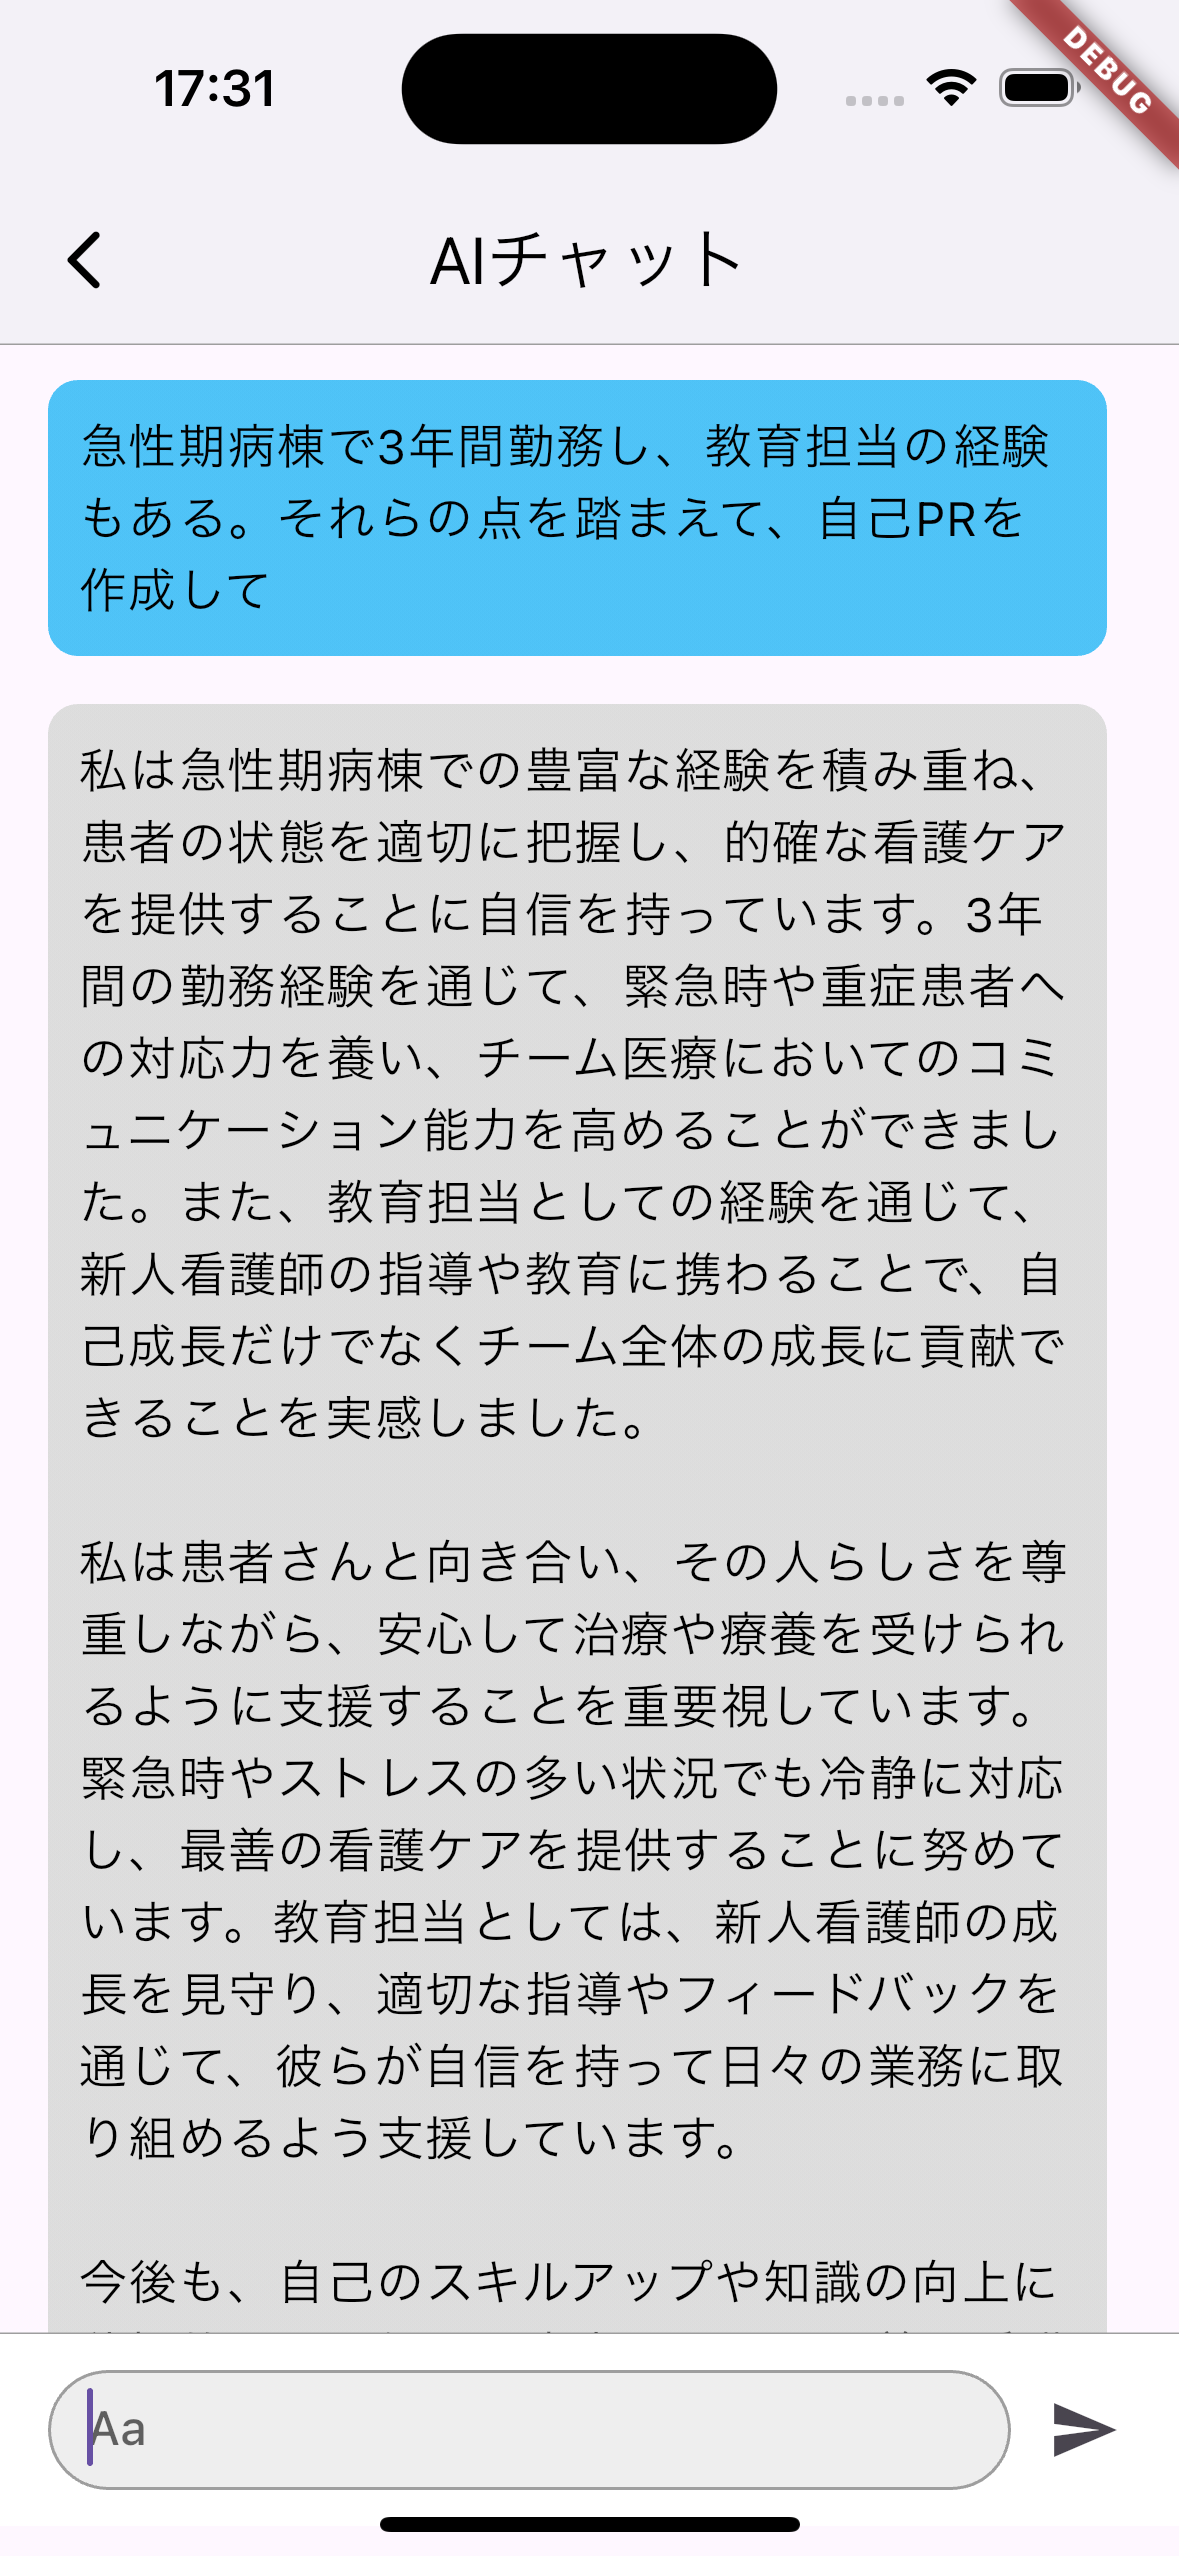 17:31
DEBUG
AIチャット
急性期病棟で3年間勤務し、教育担当の経験
もある。それらの点を踏まえて、自己PRを
作成して
私は急性期病棟での豊富な経験を積み重ね、
患者の状態を適切に把握し、的確な看護ケア
を提供することに自信を持っています。3年
間の勤務経験を通じて、緊急時や重症患者へ
の対応力を養い、チーム医療においてのコミ
ュニケーション能力を高めることができまし
た。また、教育担当としての経験を通じて、
新人看護師の指導や教育に携わることで、自
己成長だけでなくチーム全体の成長に貢献で
きることを実感しました。
私は患者さんと向き合い、その人らしさを尊
重しながら、安心して治療や療養を受けられ
るように支援することを重要視しています。
緊急時やストレスの多い状況でも冷静に対応
し、最善の看護ケアを提供することに努めて
います。教育担当としては、新人看護師の成
長を見守り、適切な指導やフィードバックを
通じて、彼らが自信を持って日々の業務に取
り組めるよう支援しています。
今後も、自己のスキルアップや知識の向上に
Aa